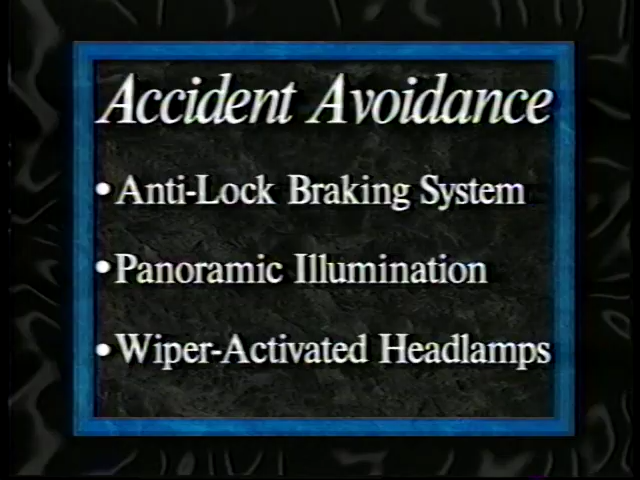 Accident Avoidance
•Anti-Lock Braking System
•Panoramic Illumination
•Wiper-Activated Headlamps